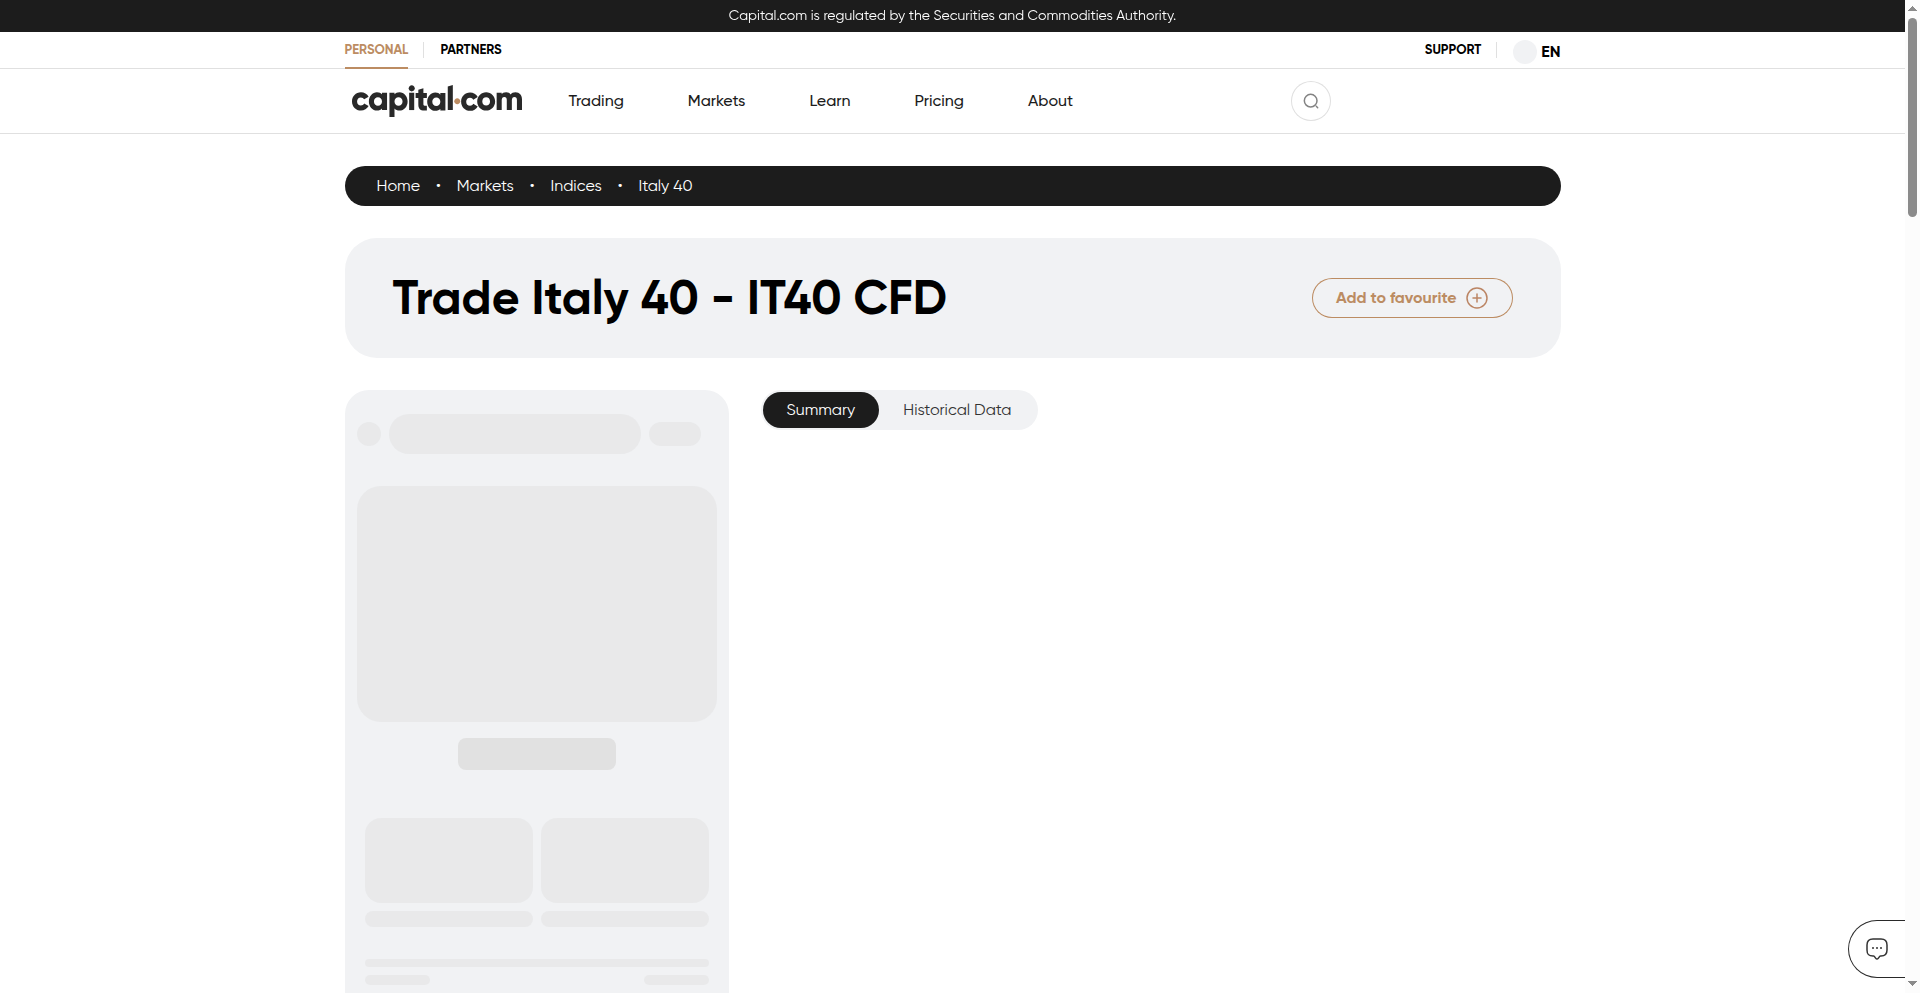 Capital.com is regulated by the Securities and Commodities Authority.
PERSONAL PARTNERS SUPPORT EN
capital.com Trading Markets Learn Pricing About
Home • Markets • Indices • Italy 40
Trade Italy 40 - IT40 CFD
Add to favourite
Summary Historical Data